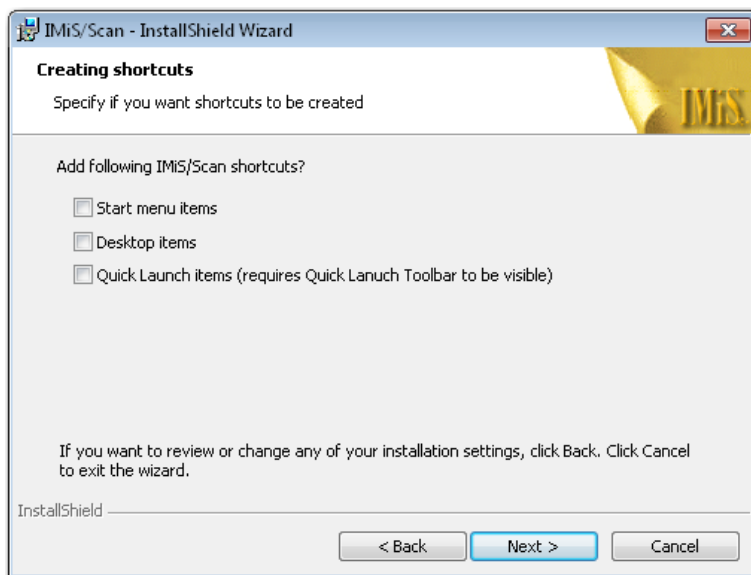 IMiS/Scan - InstallShield Wizard
Creating shortcuts
Specify if you want shortcuts to be created
IMiS.
Add following IMiS/Scan shortcuts?
Start menu items
Desktop items
Quick Launch items (requires Quick Lanuch Toolbar to be visible)
If you want to review or change any of your installation settings, click Back. Click Cancel
to exit the wizard.
InstallShield
< Back Next > Cancel